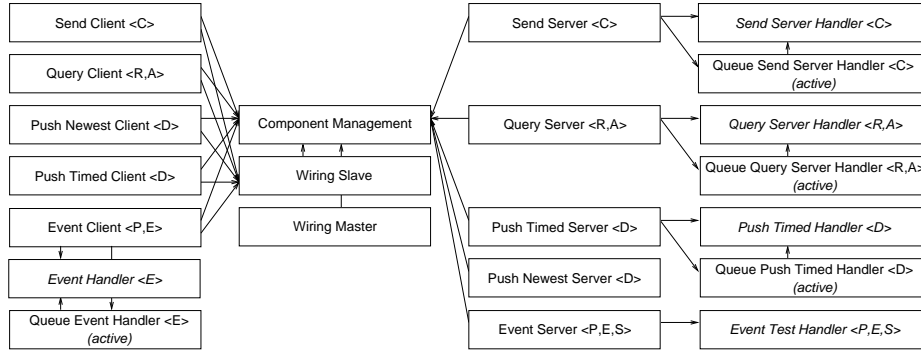 Send Client <C>
Query Client <R,A>
Push Newest Client <D>
Push Timed Client <D>
Event Client <P,E>
Event Handler <E>
Queue Event Handler <E>
(active)
Component Management
Wiring Slave
Wiring Master
Send Server <C>
Query Server <R,A>
Push Timed Server <D>
Push Newest Server <D>
Event Server <P,E,S>
Send Server Handler <C>
Queue Send Server Handler <C>
(active)
Query Server Handler <R,A>
Queue Query Server Handler <R,A>
(active)
Push Timed Handler <D>
Queue Push Timed Handler <D>
(active)
Event Test Handler <P,E,S>